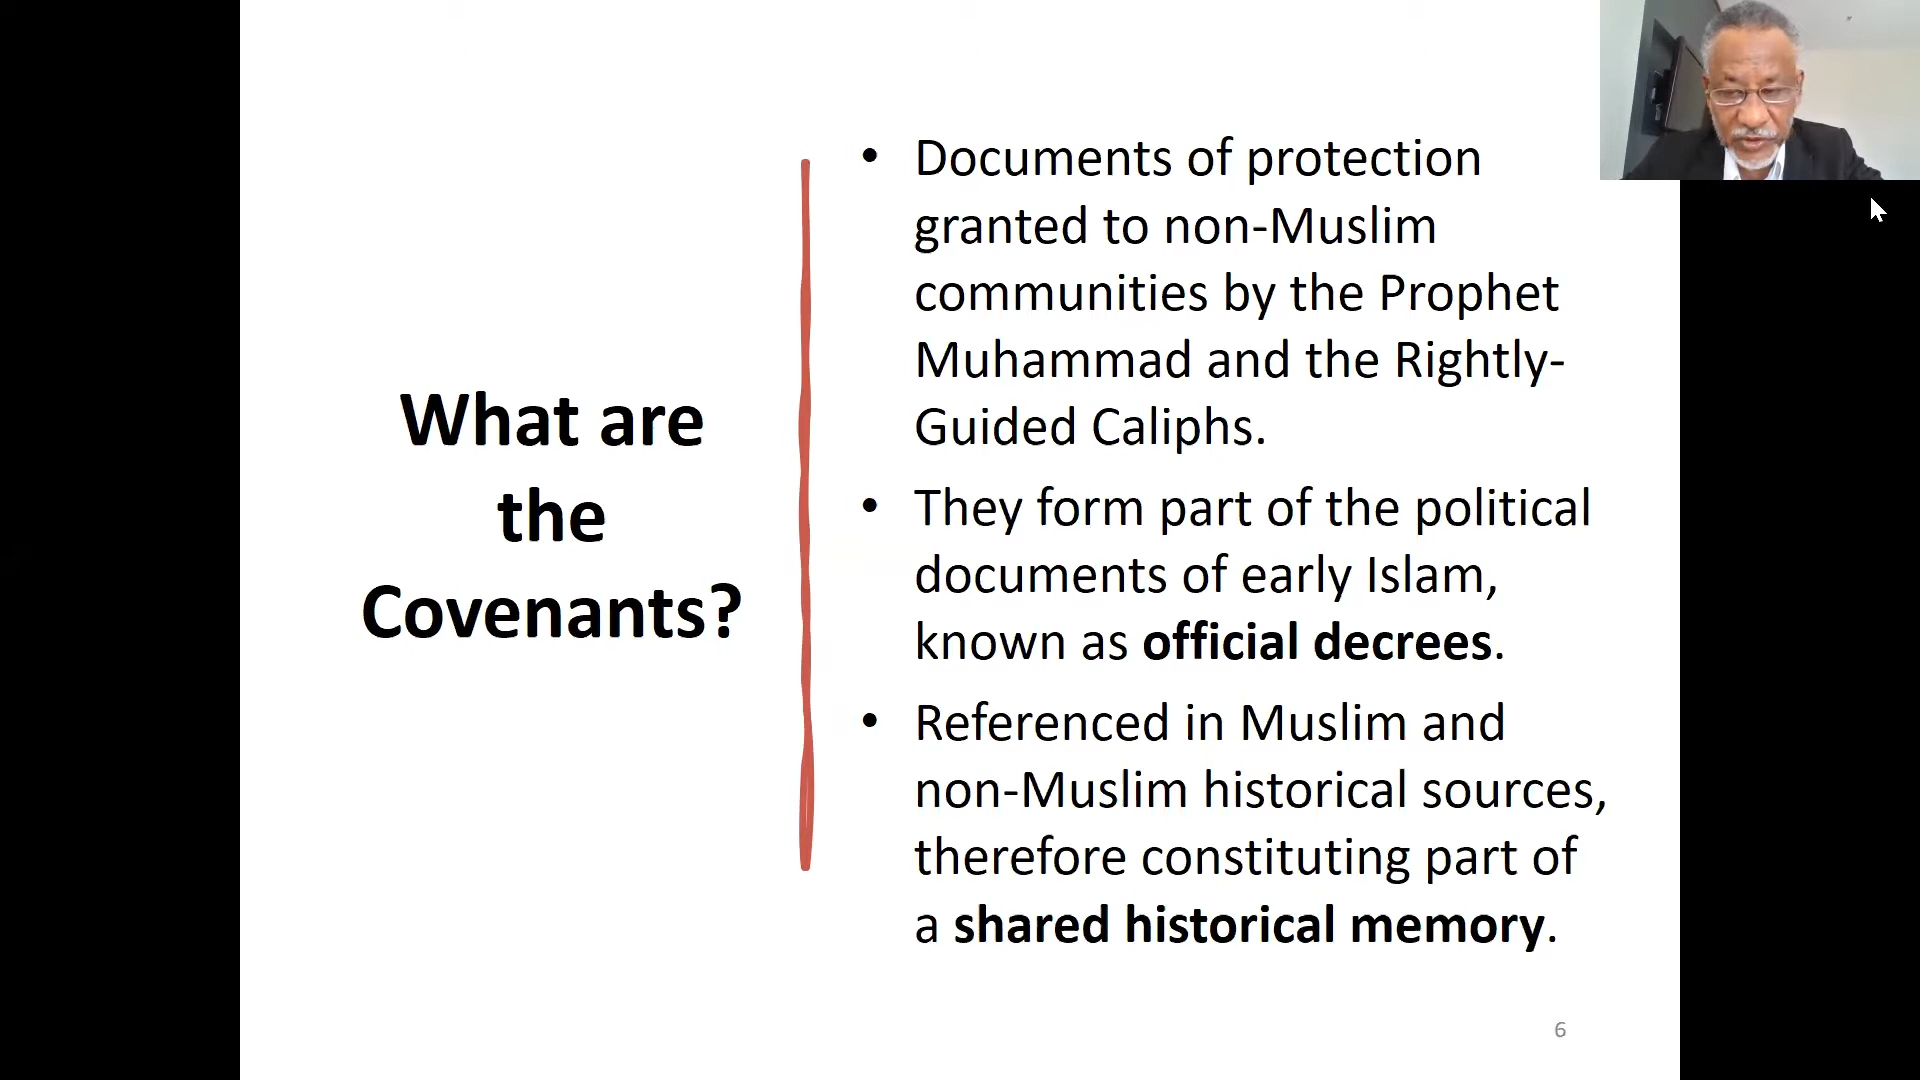 What are
the
Covenants?
• Documents of protection
granted to non-Muslim
communities by the Prophet
Muhammad and the Rightly-
Guided Caliphs.
• They form part of the political
documents of early Islam,
known as official decrees.
• Referenced in Muslim and
non-Muslim historical sources,
therefore constituting part of
a shared historical memory.
6